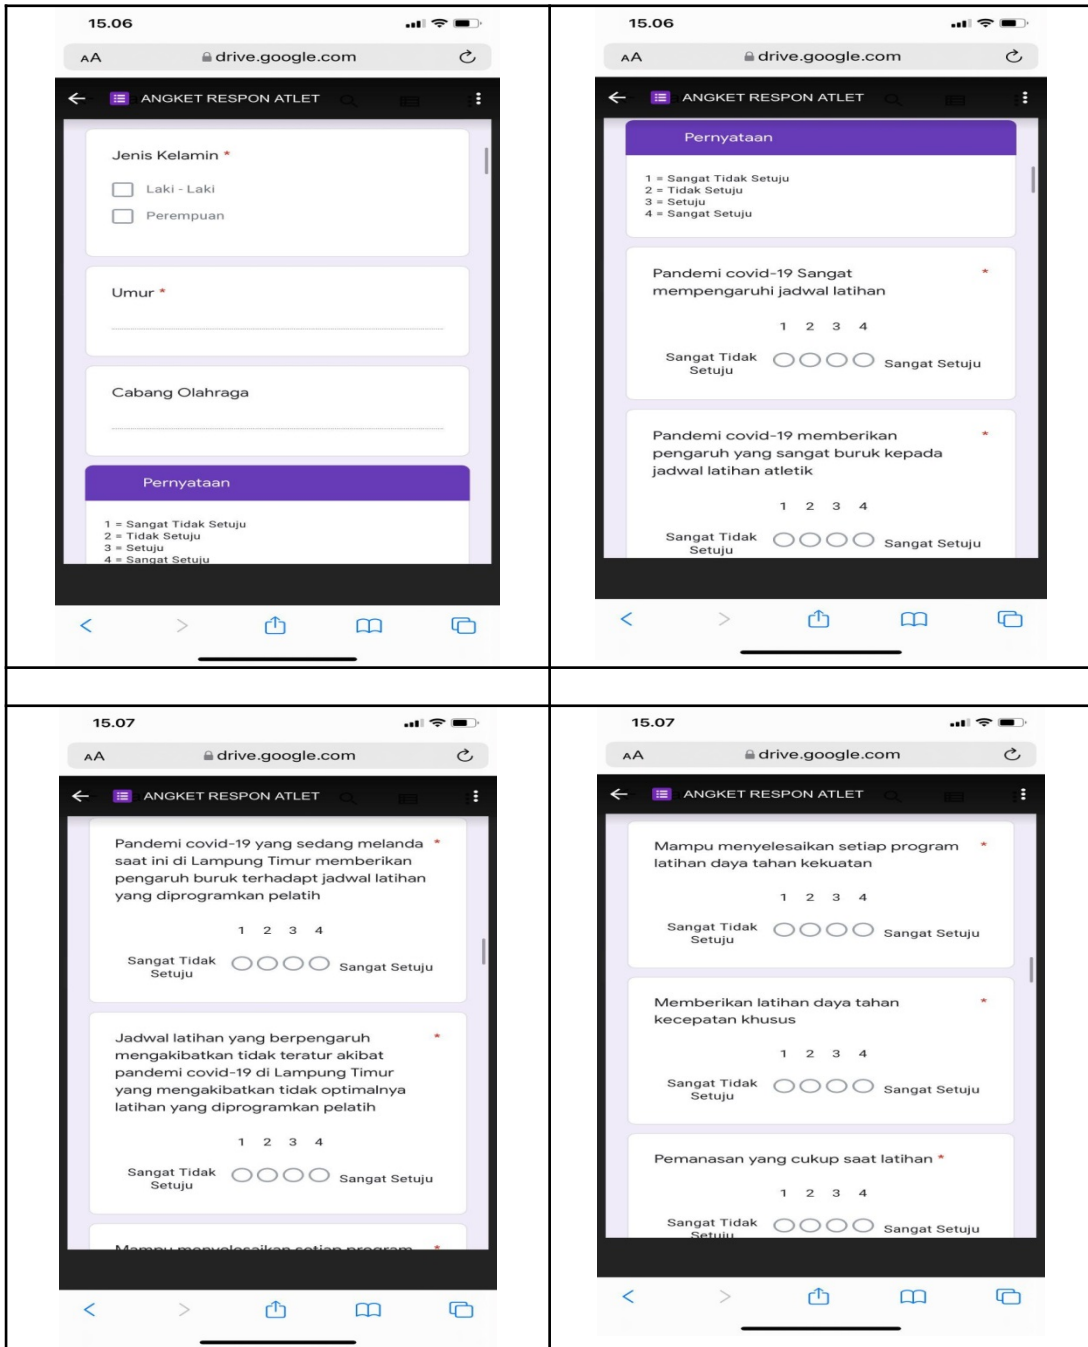 15.06
AA drive.google.com
ANGKET RESPON ATLET
Jenis Kelamin *
Laki - Laki
Perempuan
Umur *
Cabang Olahraga
Pernyataan
1 = Sangat Tidak Setuju
2 = Tidak Setuju
3 = Setuju
4 = Sangat Setuju
15.06
AA drive.google.com
ANGKET RESPON ATLET
Pernyataan
1 = Sangat Tidak Setuju
2 = Tidak Setuju
3 = Setuju
4 = Sangat Setuju
Pandemi covid-19 Sangat *
mempengaruhi jadwal latihan
1 2 3 4
Sangat Tidak
Setuju
Sangat Setuju
Pandemi covid-19 memberikan *
pengaruh yang sangat buruk kepada
jadwal latihan atletik
1 2 3 4
Sangat Tidak
Setuju
Sangat Setuju
15.07
AA drive.google.com
ANGKET RESPON ATLET
Pandemi covid-19 yang sedang melanda *
saat ini di Lampung Timur memberikan
pengaruh buruk terhadapt jadwal latihan
yang diprogramkan pelatih
1 2 3 4
Sangat Tidak
Setuju
Sangat Setuju
Jadwal latihan yang berpengaruh *
mengakibatkan tidak teratur akibat
pandemi covid-19 di Lampung Timur
yang mengakibatkan tidak optimalnya
latihan yang diprogramkan pelatih
1 2 3 4
Sangat Tidak
Setuju
Sangat Setuju
Mampu menyelesaikan setiap program *
15.07
AA drive.google.com
ANGKET RESPON ATLET
Mampu menyelesaikan setiap program *
latihan daya tahan kekuatan
1 2 3 4
Sangat Tidak
Setuju
Sangat Setuju
Memberikan latihan daya tahan *
kecepatan khusus
1 2 3 4
Sangat Tidak
Setuju
Sangat Setuju
Pemanasan yang cukup saat latihan *
1 2 3 4
Sangat Tidak
Setuju
Sangat Setuju